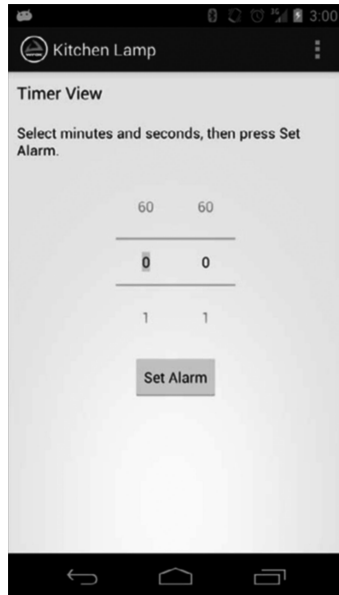 3G 3:00
Kitchen Lamp
Timer View
Select minutes and seconds, then press Set
Alarm.
60 60
0 0
1 1
Set Alarm